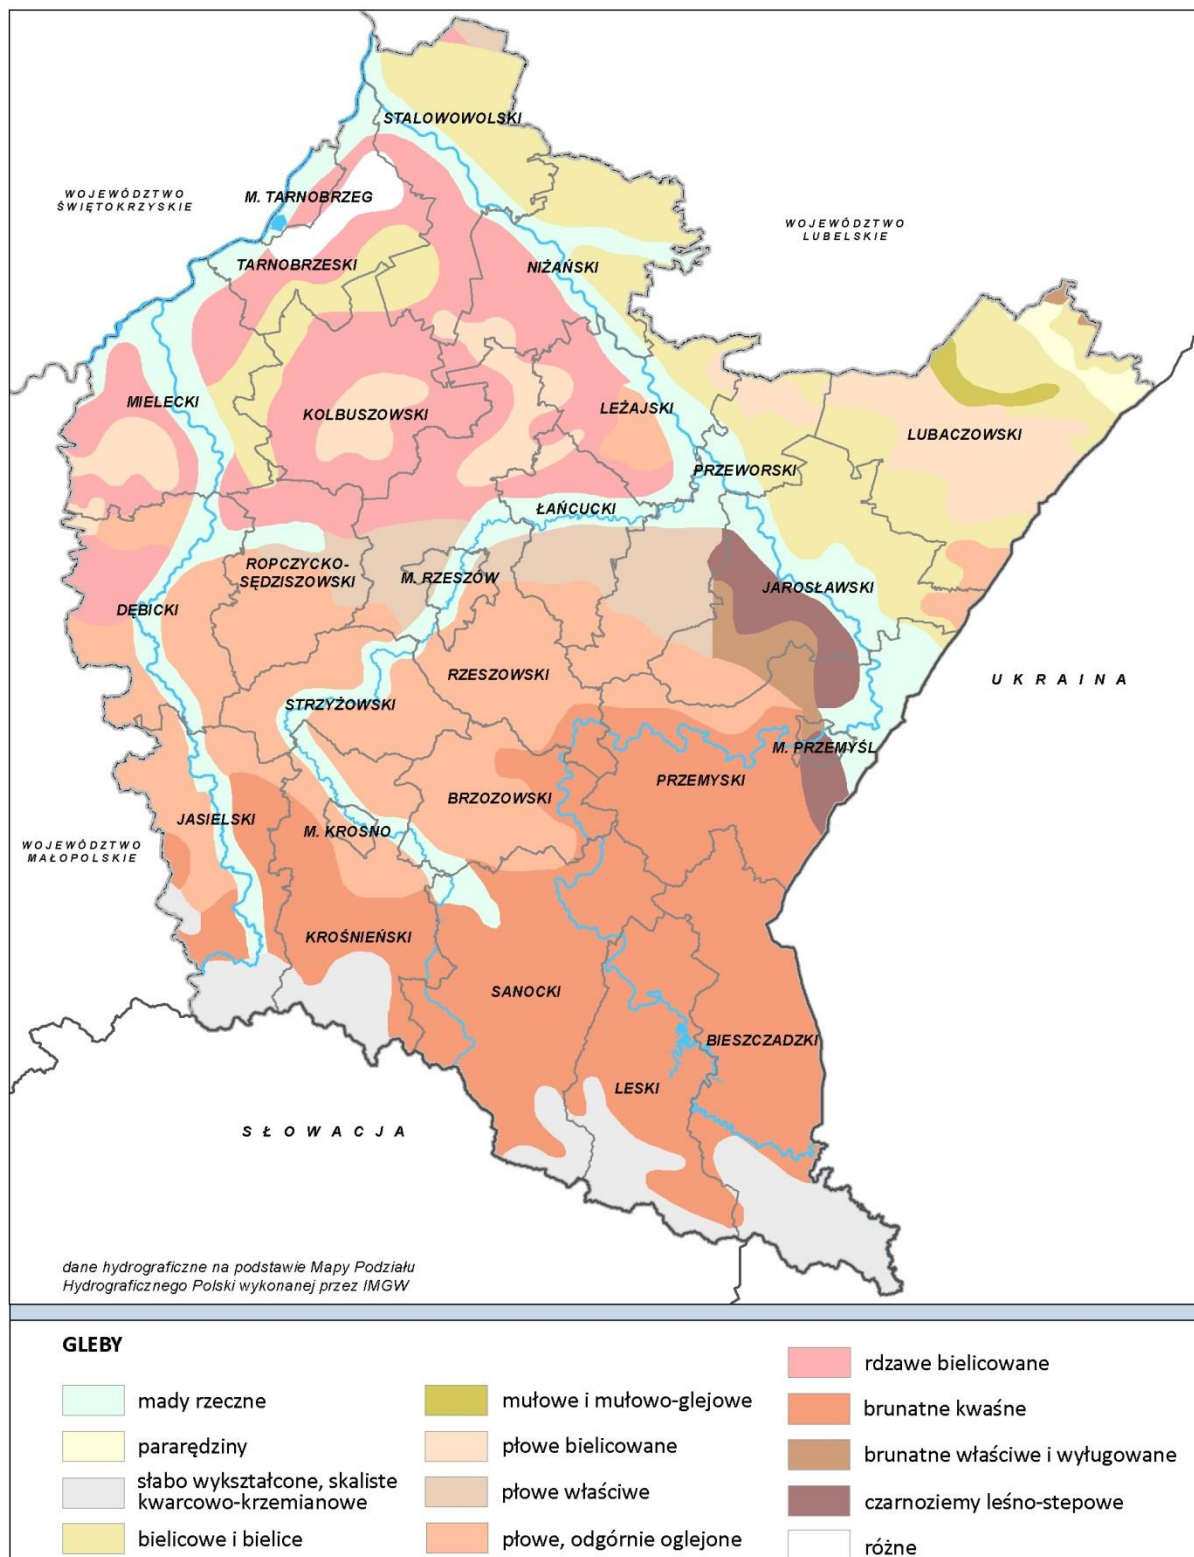 STALOWOWOLSKI
WOJEWÓDZTWO
ŚWIĘTOKRZYSKIE
M. TARNOBRZEG
WOJEWÓDZTWO
LUBELSKIE
TARNOBRZESKI
NIŻAŃSKI
MIELECKI
KOLBUSZOWSKI
LEŻAJSKI
LUBACZOWSKI
PRZEWORSKI
ŁAŃCUCKI
ROPCZYCKO-
SĘDZISZOWSKI
M. RZESZÓW
JAROSŁAWSKI
DĘBICKI
RZESZOWSKI
UKRAINA
STRZYŻOWSKI
M. PRZEMYŚL
PRZEMYSKI
BRZOZOWSKI
JASIELSKI
M. KROSNO
WOJEWÓDZTWO
MAŁOPOLSKIE
KROŚNIEŃSKI
SANOCKI
BIESZCZADZKI
LESKI
SŁOWACJA
dane hydrograficzne na podstawie Mapy Podziału
Hydrograficznego Polski wykonanej przez IMGW
GLEBY
mady rzeczne
pararędziny
słabo wykształcone, skaliste
kwarcowo-krzemianowe
bielicowe i bielice
mułowe i mułowo-glejowe
płowe bielicowane
płowe właściwe
płowe, odgórnie oglejone
rdzawe bielicowane
brunatne kwaśne
brunatne właściwe i wyługowane
czarnoziemy leśno-stepowe
różne